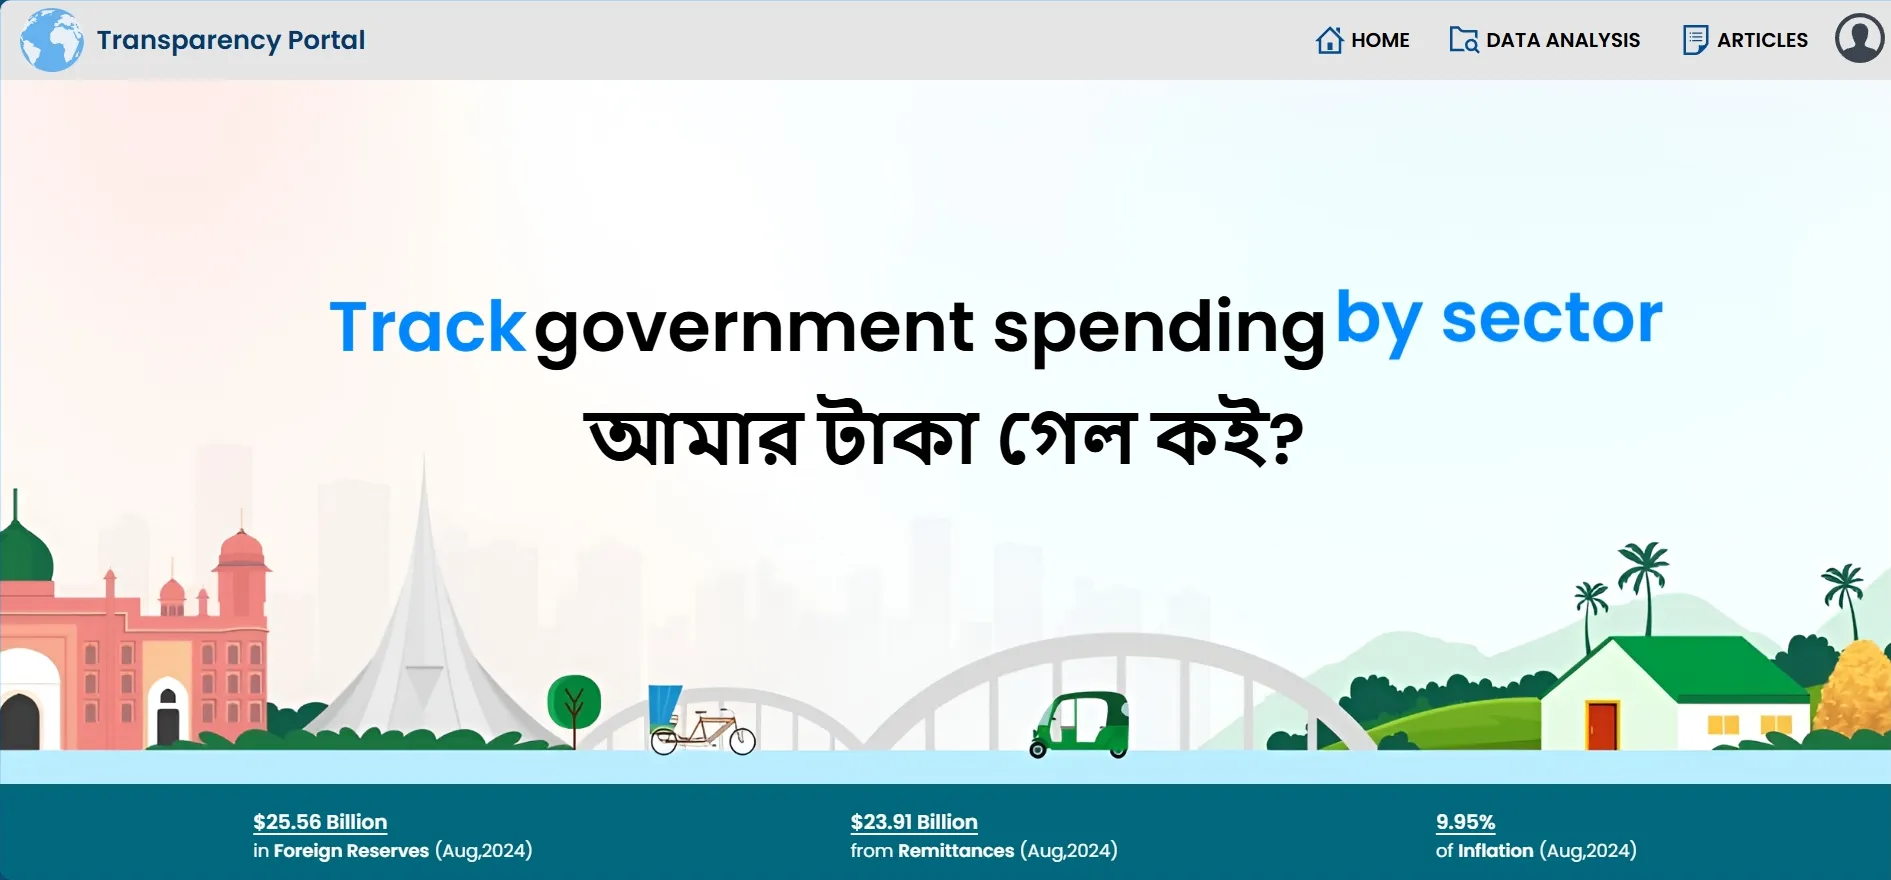 Transparency Portal
HOME
DATA ANALYSIS
ARTICLES
Track government spending by sector
আমার টাকা গেল কই?
$25.56 Billion
in Foreign Reserves (Aug,2024)
$23.91 Billion
from Remittances (Aug,2024)
9.95%
of Inflation (Aug,2024)